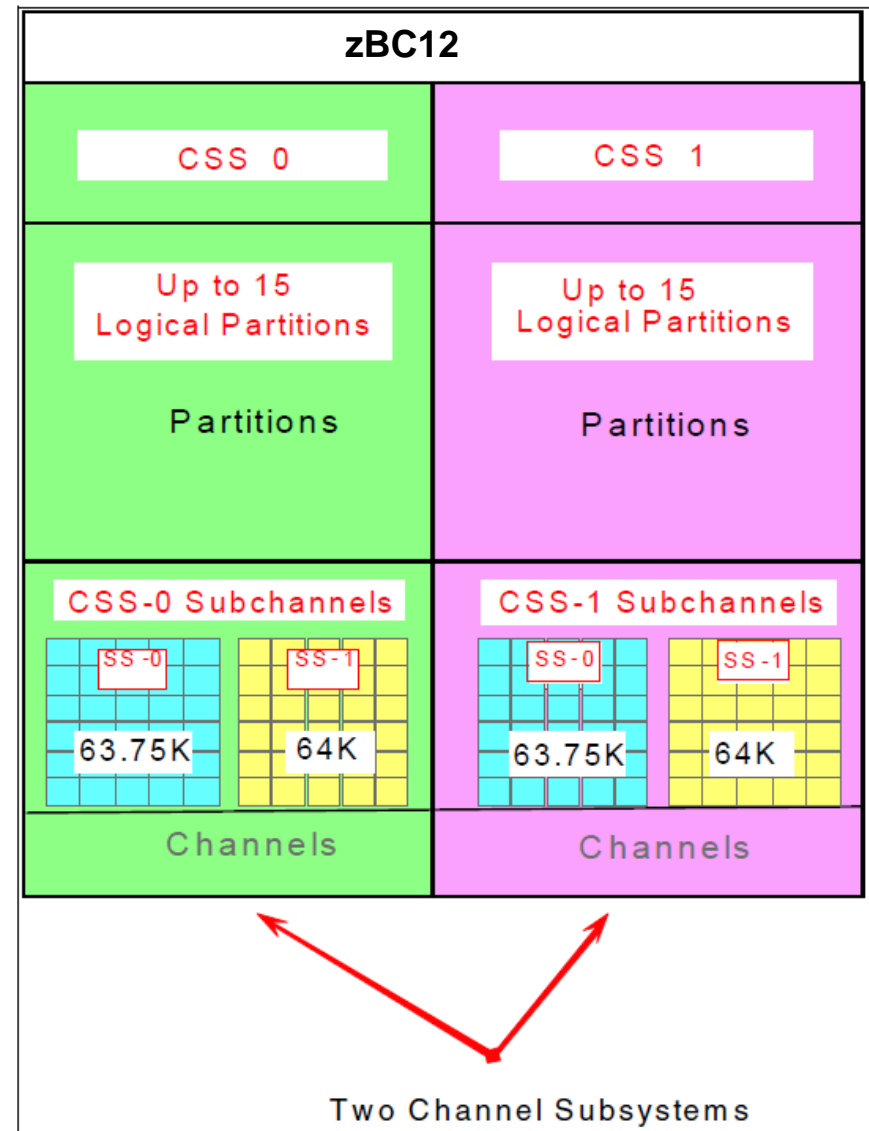 zBC12
CSS 0
CSS 1
Up to 15
Logical Partitions
Up to 15
Logical Partitions
Partitions
Partitions
CSS-0 Subchannels
CSS-1 Subchannels
SS-0
SS-1
SS-0
SS-1
63.75K
64K
63.75K
64K
Channels
Channels
Two Channel Subsystems